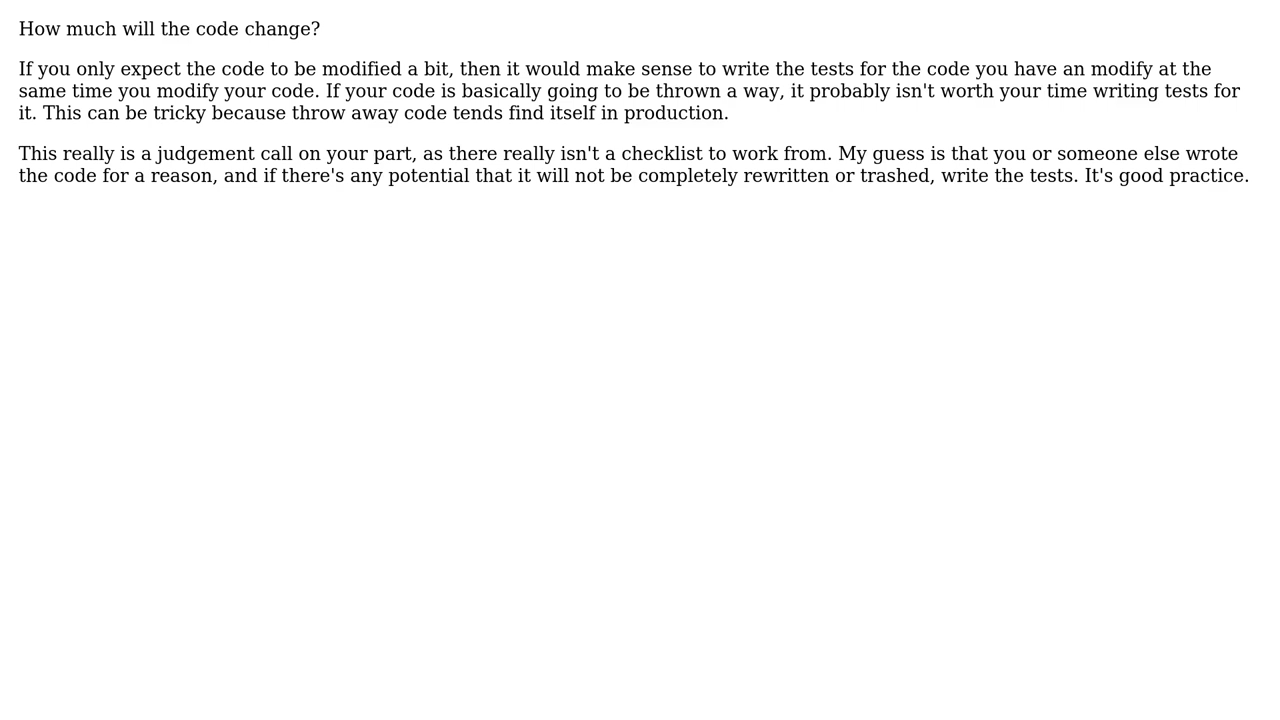 How much will the code change?
If you only expect the code to be modified a bit, then it would make sense to write the tests for the code you have an modify at the
same time you modify your code. If your code is basically going to be thrown a way, it probably isn't worth your time writing tests for
it. This can be tricky because throw away code tends find itself in production.
This really is a judgement call on your part, as there really isn't a checklist to work from. My guess is that you or someone else wrote
the code for a reason, and if there's any potential that it will not be completely rewritten or trashed, write the tests. It's good practice.